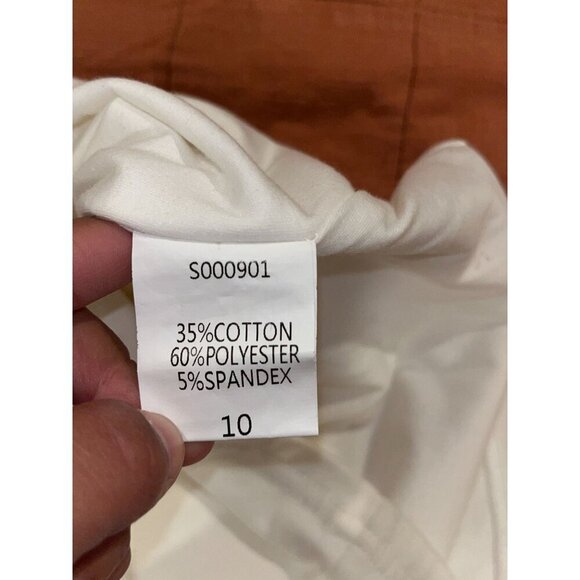 S000901
35%COTTON
60%POLYESTER
5%SPANDEX
10